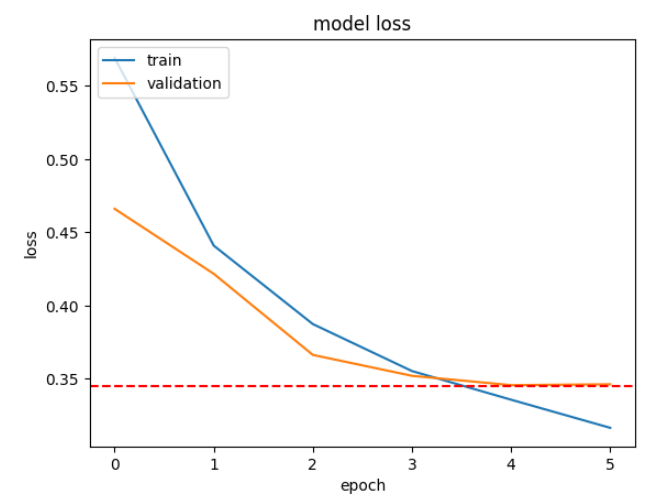 model loss
train
validation
0.55
0.50
0.45
0.40
0.35
loss
0 1 2 3 4 5
epoch